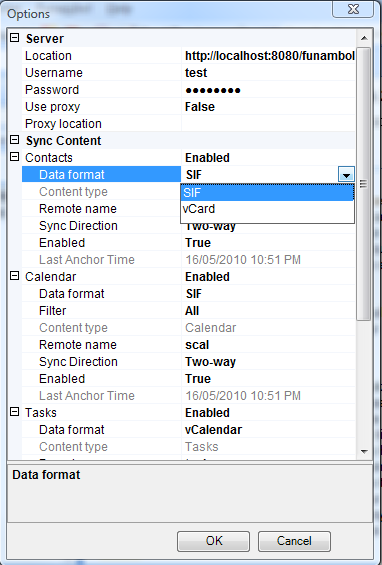 Options
Server
Location http://localhost:8080/funambol
Username test
Password ●●●●●●●●
Use proxy False
Proxy location
Sync Content
Contacts Enabled
Data format SIF
Content type SIF
Remote name vCard
Sync Direction Two-way
Enabled True
Last Anchor Time 16/05/2010 10:51 PM
Calendar Enabled
Data format SIF
Filter All
Content type Calendar
Remote name scal
Sync Direction Two-way
Enabled True
Last Anchor Time 16/05/2010 10:51 PM
Tasks Enabled
Data format vCalendar
Content type Tasks
Data format
OK Cancel